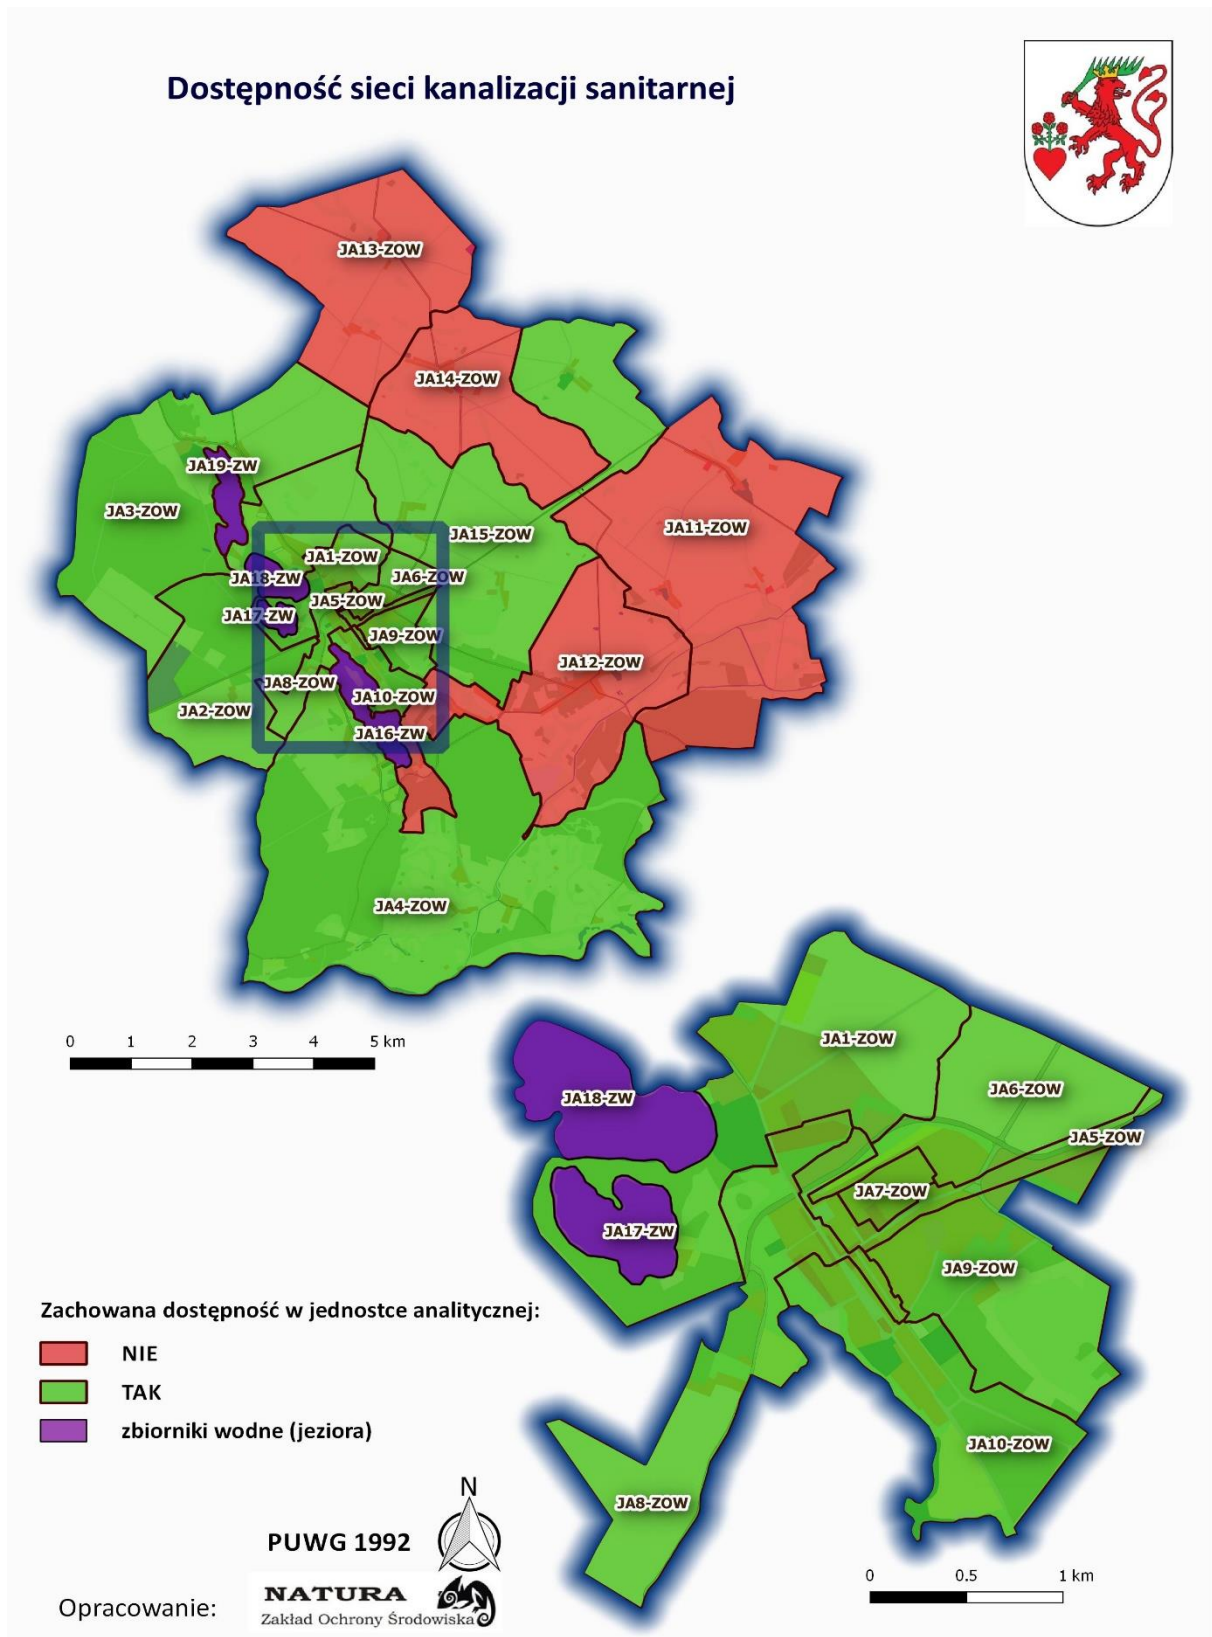 Dostępność sieci kanalizacji sanitarnej
JA13-ZOW
JA14-ZOW
JA19-ZW
JA3-ZOW
JA11-ZOW
JA15-ZOW
JA1-ZOW
JA18-ZW
JA6-ZOW
JA5-ZOW
JA17-ZW
JA9-ZOW
JA12-ZOW
JA8-ZOW
JA10-ZOW
JA2-ZOW
JA16-ZW
JA4-ZOW
0 1 2 3 4 5 km
JA1-ZOW
JA6-ZOW
JA18-ZW
JA5-ZOW
JA7-ZOW
JA17-ZW
JA9-ZOW
JA10-ZOW
JA8-ZOW
Zachowana dostępność w jednostce analitycznej:
NIE
TAK
zbiorniki wodne (jeziora)
N
PUWG 1992
0 0.5 1 km
Opracowanie:
NATURA
Zakład Ochrony Środowiska